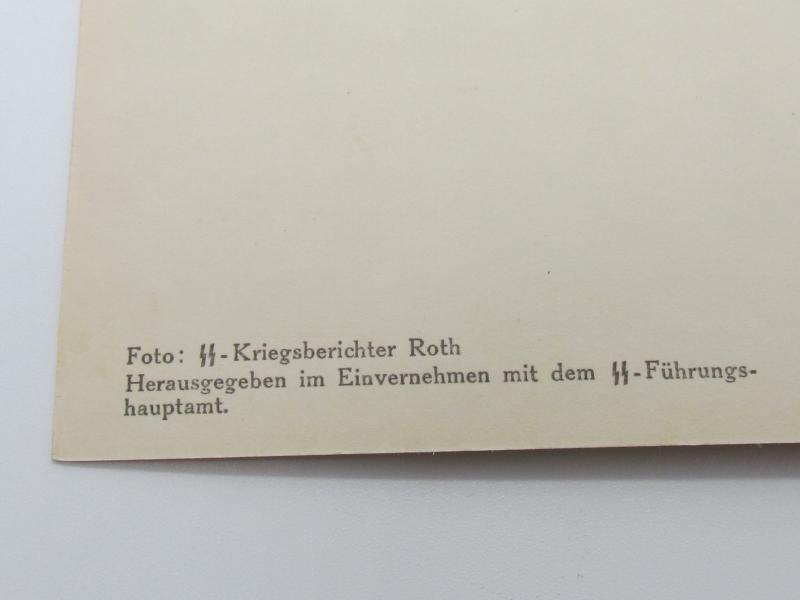 Foto: ᛋᛋ-Kriegsberichter Roth
Herausgegeben im Einvernehmen mit dem ᛋᛋ-Führungs-
hauptamt.